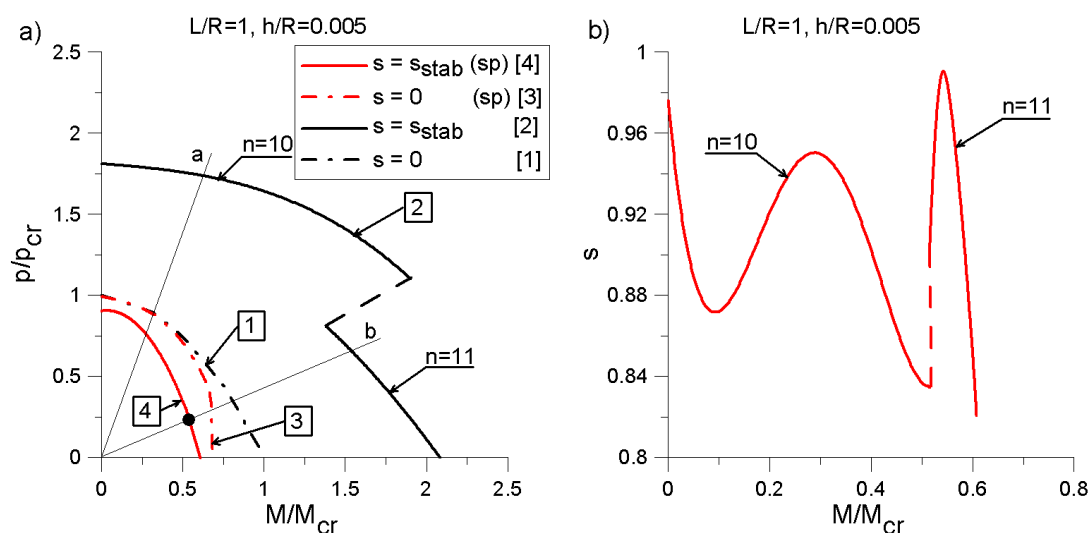 a)
L/R=1, h/R=0.005
s = s_stab (sp) [4]
s = 0 (sp) [3]
s = s_stab [2]
s = 0 [1]
2.5
2
1.5
1
0.5
0
p/p_cr
a
n=10
2
1
b
n=11
4
3
0
0.5
1
1.5
2
2.5
M/M_cr
b)
L/R=1, h/R=0.005
1
0.96
0.92
0.88
0.84
0.8
s
n=10
n=11
0
0.2
0.4
0.6
0.8
M/M_cr